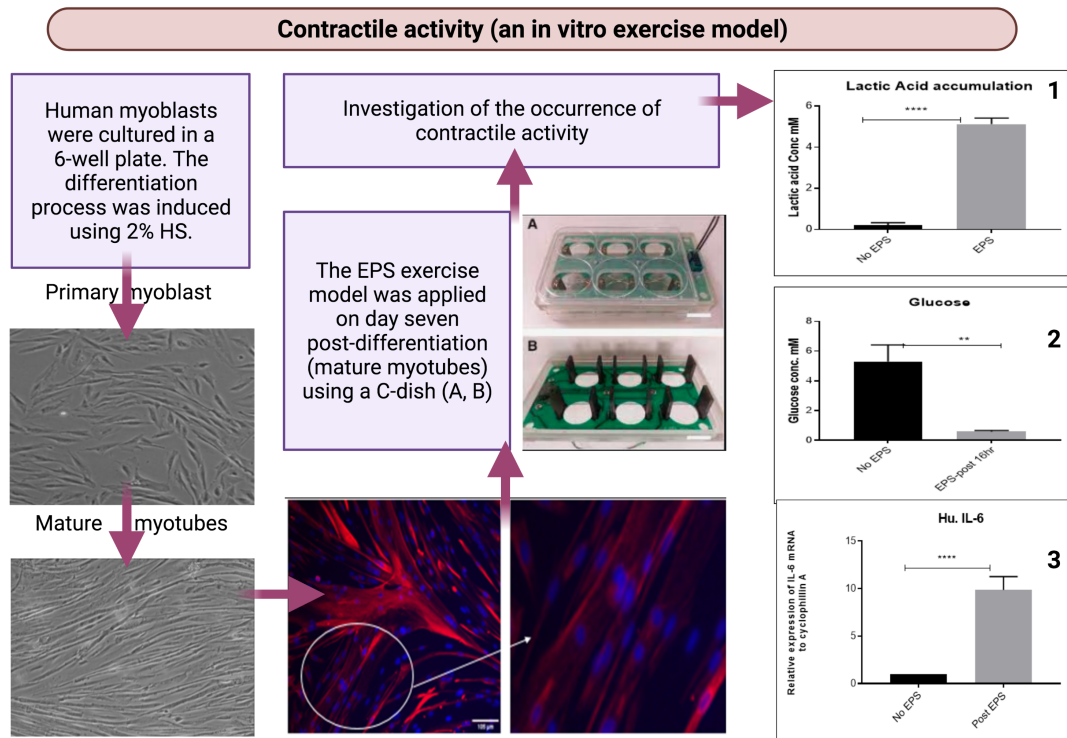 Contractile activity (an in vitro exercise model)
Human myoblasts
were cultured in a
6-well plate. The
differentiation
process was induced
using 2% HS.
Primary myoblast
Mature myotubes
Investigation of the occurrence of
contractile activity
The EPS exercise
model was applied
on day seven
post-differentiation
(mature myotubes)
using a C-dish (A, B)
A
B
100 µm
Lactic Acid accumulation
1
Lactic acid Conc mM
6
4
2
0
****
No EPS
EPS
Glucose
2
Glucose conc. mM
8
6
4
2
0
**
No EPS
EPS-post 16hr
Hu. IL-6
3
Relative expression of IL-6 mRNA
to cyclophillin A
15
10
5
0
****
No EPS
Post EPS